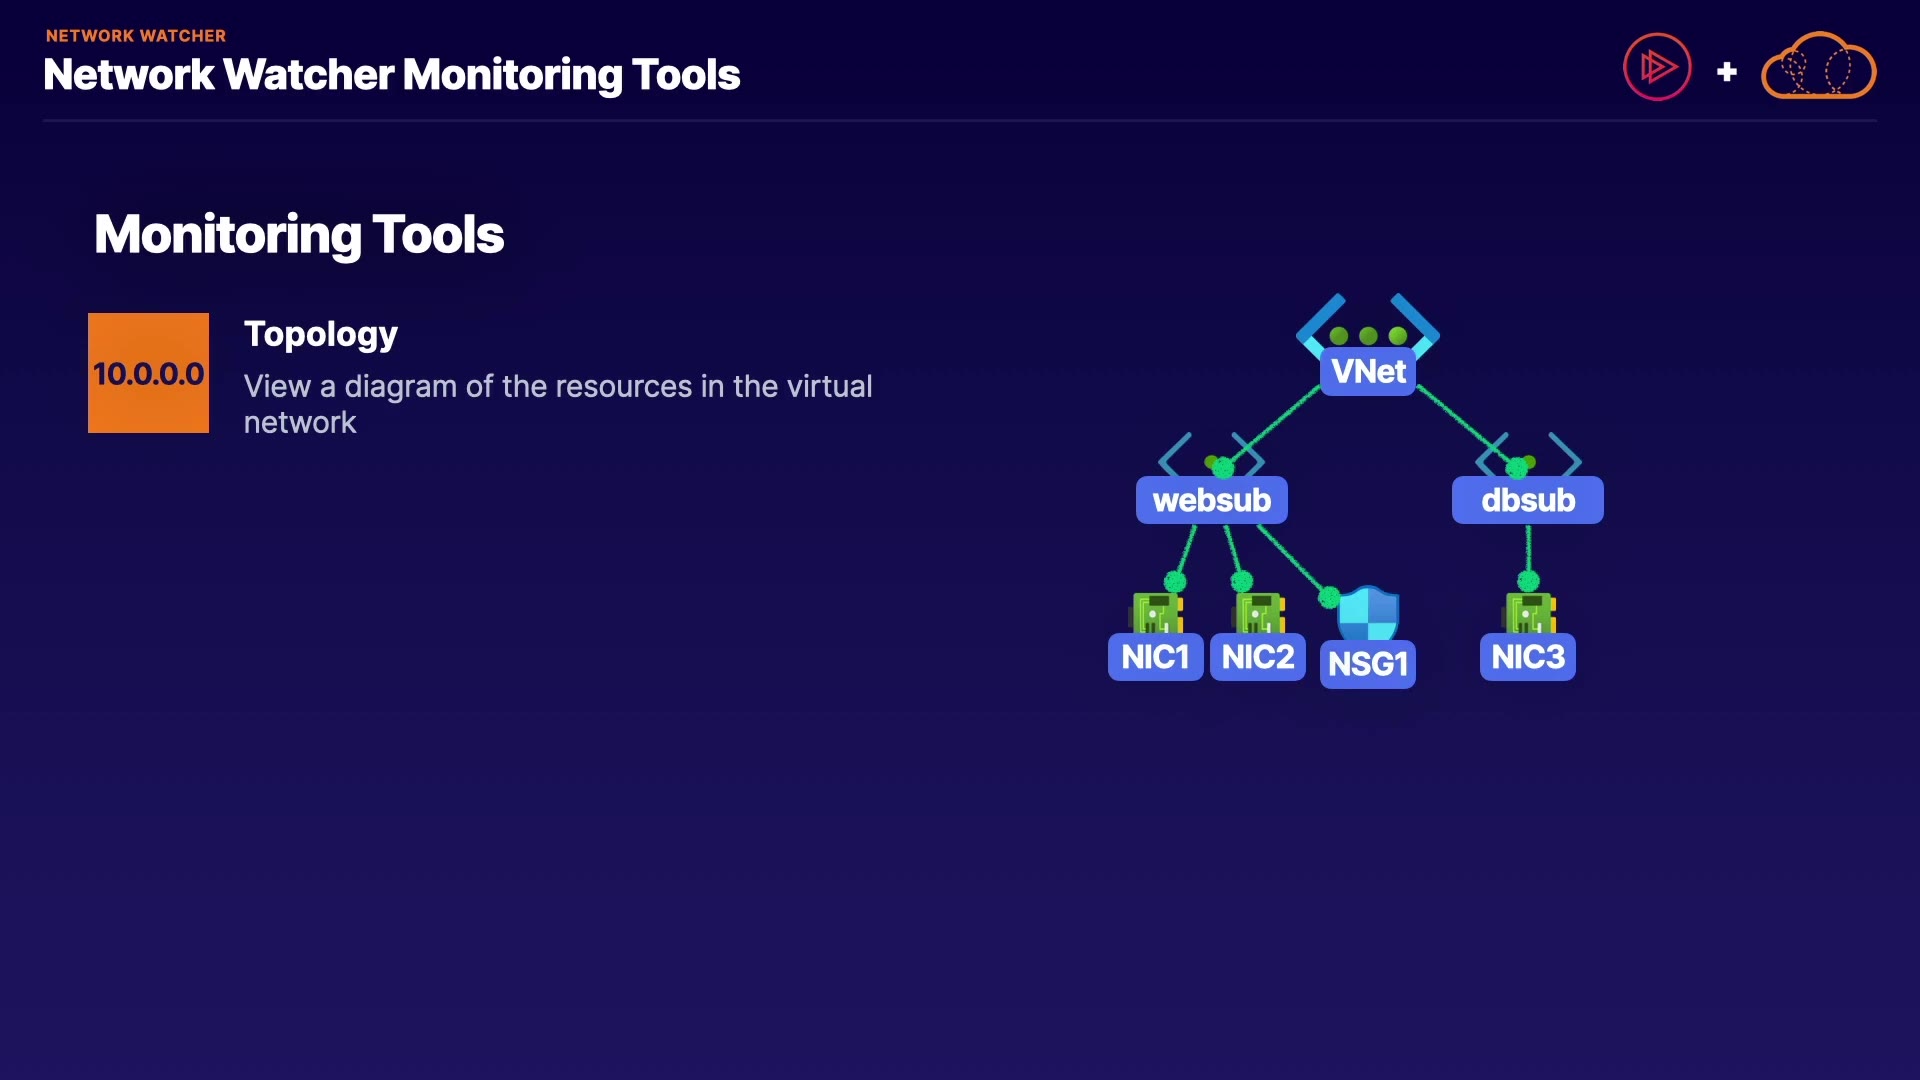 NETWORK WATCHER
Network Watcher Monitoring Tools
Monitoring Tools
10.0.0.0
Topology
View a diagram of the resources in the virtual
network
VNet
websub
dbsub
NIC1
NIC2
NSG1
NIC3